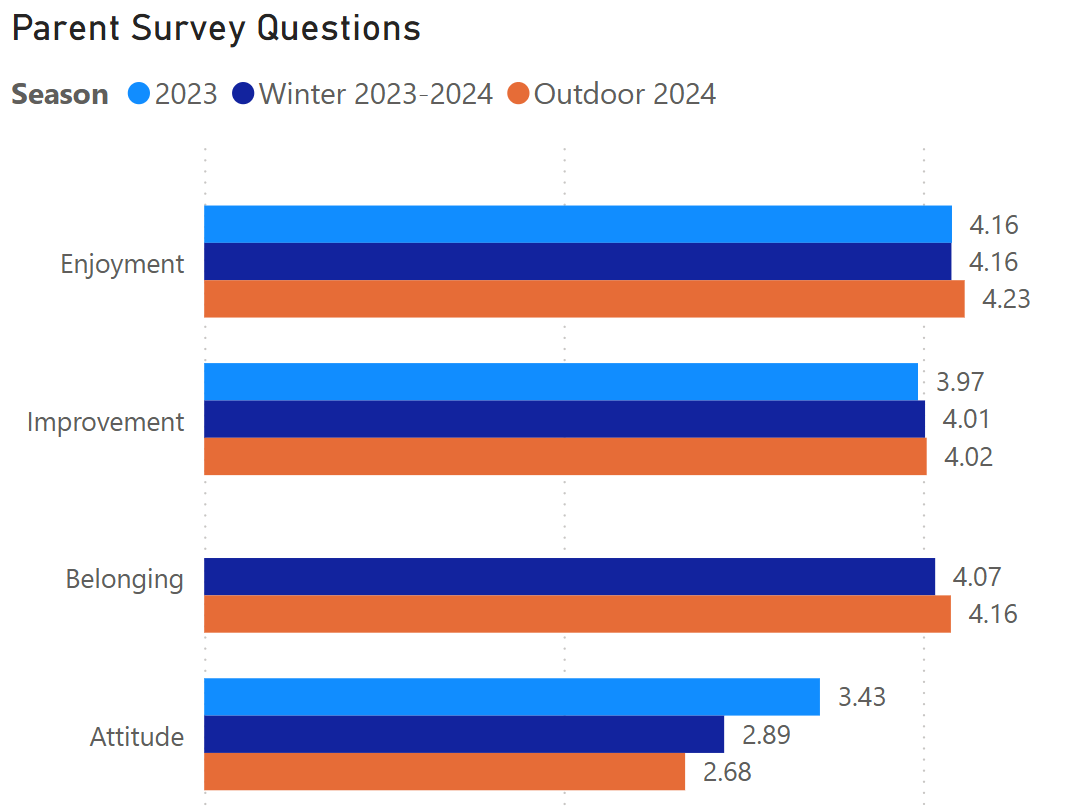 Parent Survey Questions
Season 2023 Winter 2023-2024 Outdoor 2024
Enjoyment
4.16
4.16
4.23
Improvement
3.97
4.01
4.02
Belonging
4.07
4.16
Attitude
3.43
2.89
2.68